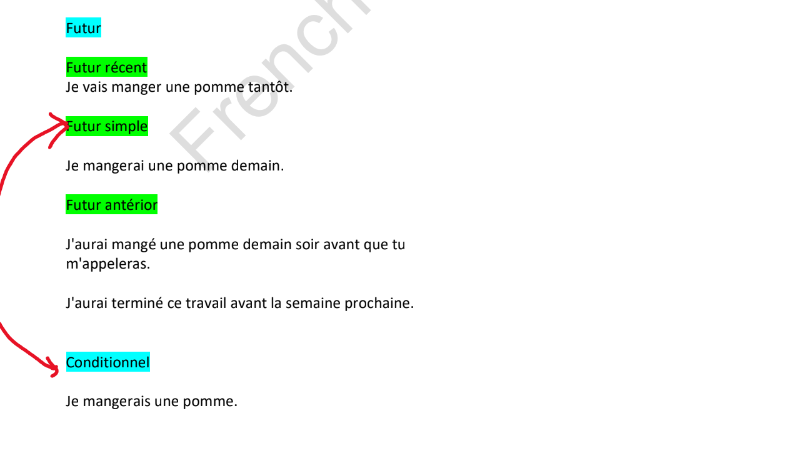 Futur
Futur récent
Je vais manger une pomme tantôt.
Futur simple
Je mangerai une pomme demain.
Futur antérior
J'aurai mangé une pomme demain soir avant que tu
m'appeleras.
J'aurai terminé ce travail avant la semaine prochaine.
Conditionnel
Je mangerais une pomme.
French